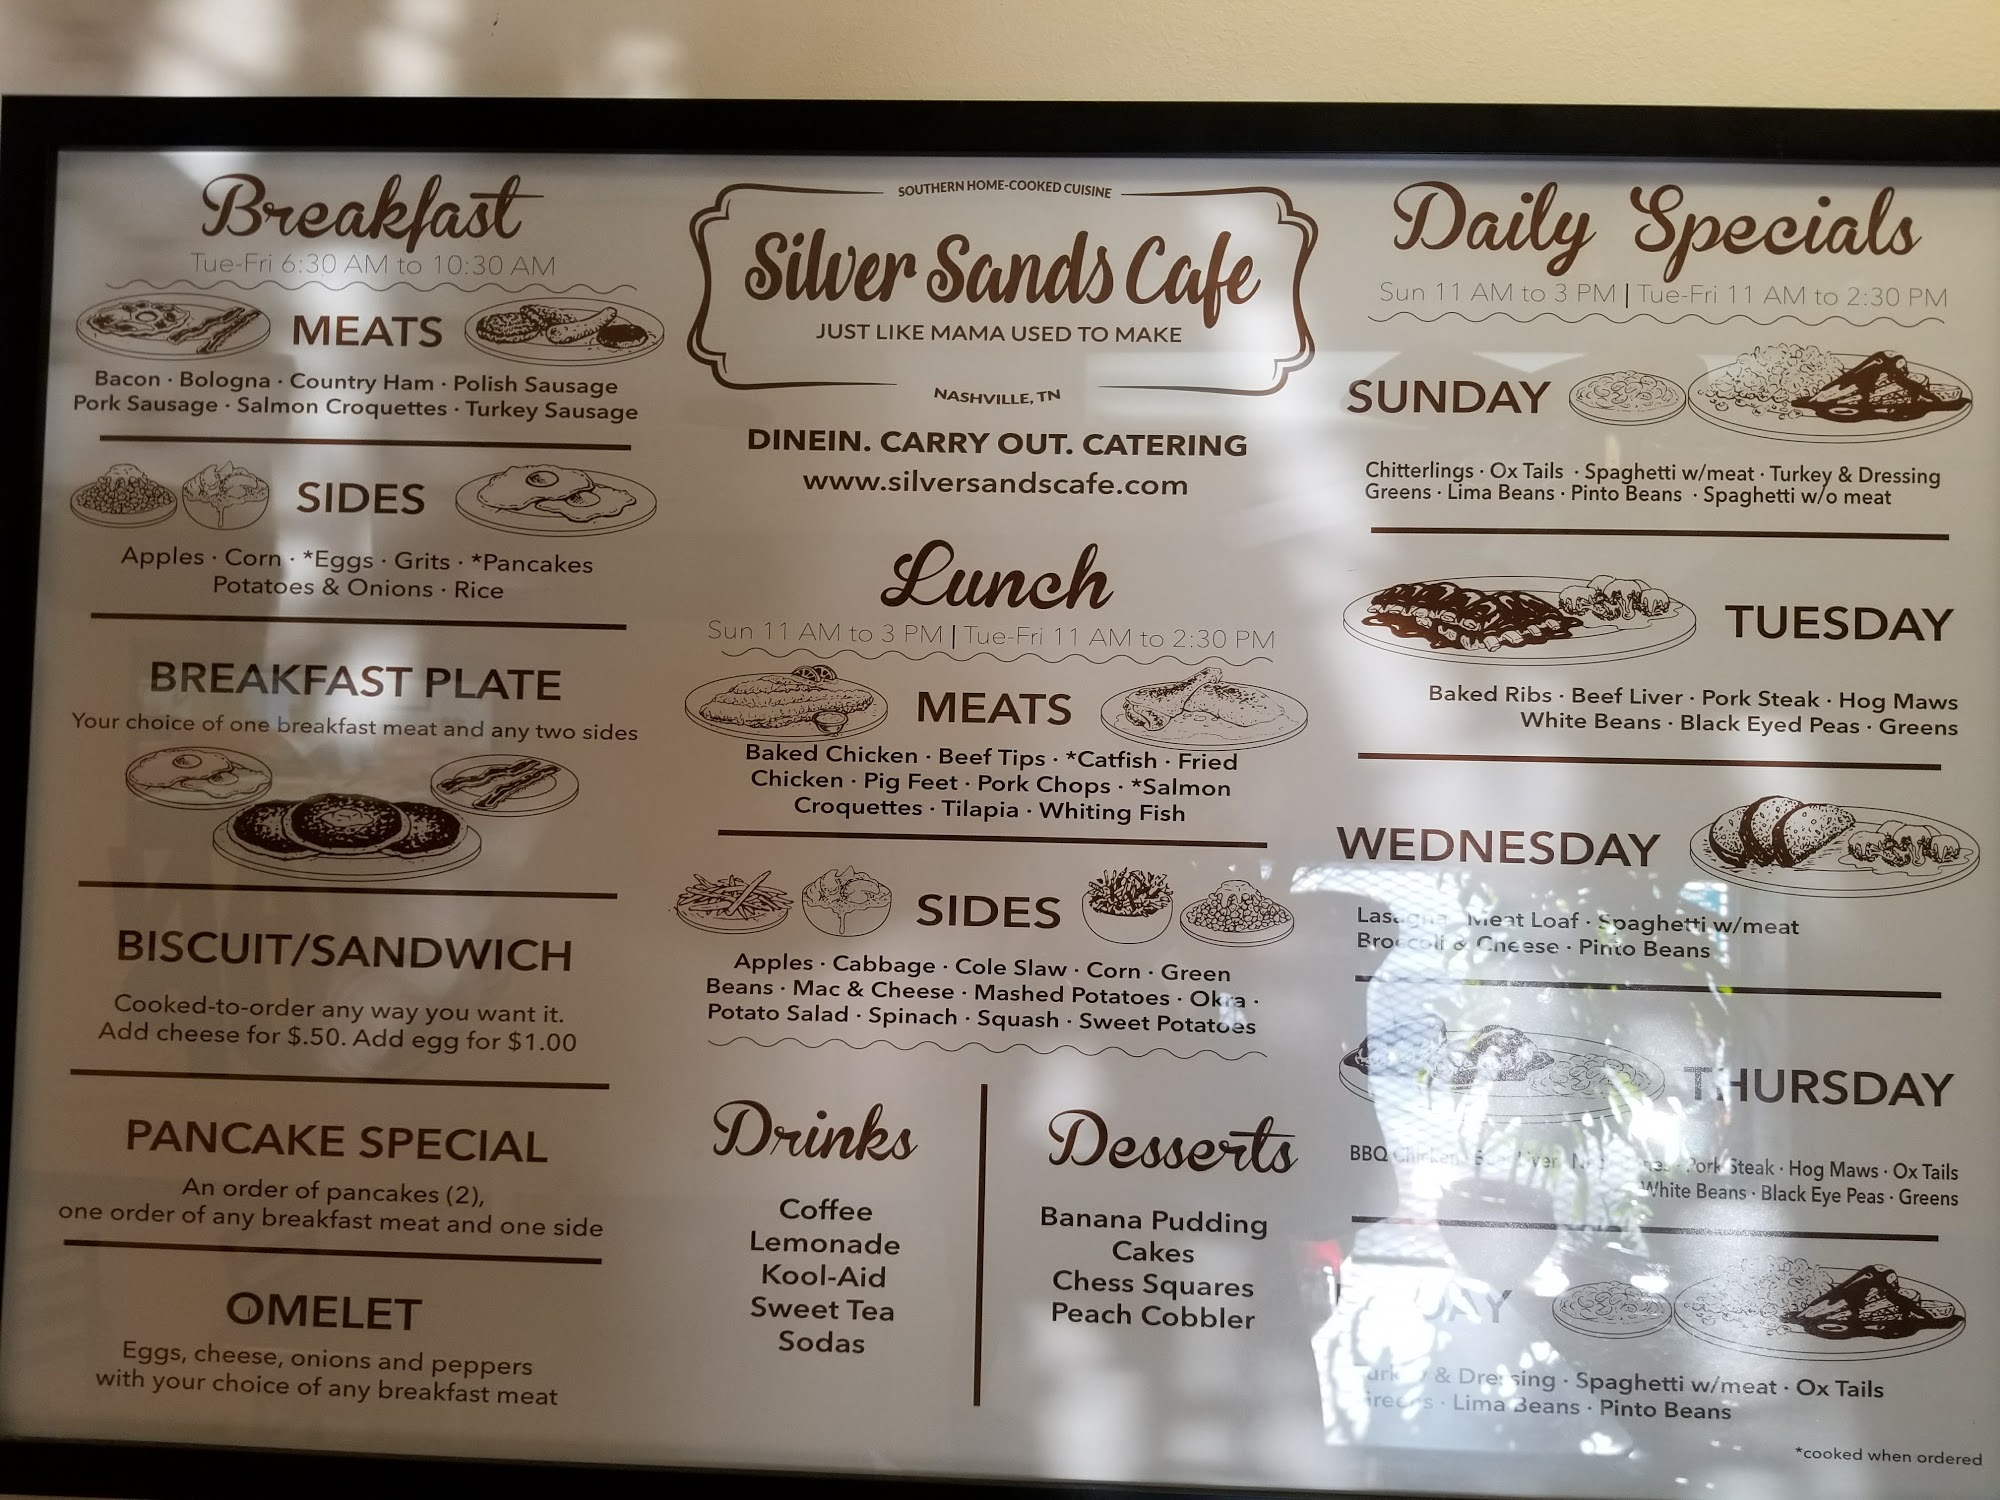 Breakfast
Tue-Fri 6:30 AM to 10:30 AM
MEATS
Bacon · Bologna · Country Ham · Polish Sausage
Pork Sausage · Salmon Croquettes · Turkey Sausage
SIDES
Apples · Corn · *Eggs · Grits · *Pancakes
Potatoes & Onions · Rice
BREAKFAST PLATE
Your choice of one breakfast meat and any two sides
BISCUIT/SANDWICH
Cooked-to-order any way you want it.
Add cheese for $.50. Add egg for $1.00
PANCAKE SPECIAL
An order of pancakes (2),
one order of any breakfast meat and one side
OMELET
Eggs, cheese, onions and peppers
with your choice of any breakfast meat
SOUTHERN HOME-COOKED CUISINE
Silver Sands Cafe
JUST LIKE MAMA USED TO MAKE
NASHVILLE, TN
DINEIN. CARRY OUT. CATERING
www.silversandscafe.com
Lunch
Sun 11 AM to 3 PM | Tue-Fri 11 AM to 2:30 PM
MEATS
Baked Chicken · Beef Tips · *Catfish · Fried
Chicken · Pig Feet · Pork Chops · *Salmon
Croquettes · Tilapia · Whiting Fish
SIDES
Apples · Cabbage · Cole Slaw · Corn · Green
Beans · Mac & Cheese · Mashed Potatoes · Okra ·
Potato Salad · Spinach · Squash · Sweet Potatoes
Drinks
Coffee
Lemonade
Kool-Aid
Sweet Tea
Sodas
Desserts
Banana Pudding
Cakes
Chess Squares
Peach Cobbler
Daily Specials
Sun 11 AM to 3 PM | Tue-Fri 11 AM to 2:30 PM
SUNDAY
Chitterlings · Ox Tails · Spaghetti w/meat · Turkey & Dressing
Greens · Lima Beans · Pinto Beans · Spaghetti w/o meat
TUESDAY
Baked Ribs · Beef Liver · Pork Steak · Hog Maws
White Beans · Black Eyed Peas · Greens
WEDNESDAY
Lasagna · Meat Loaf · Spaghetti w/meat
Broccoli & Cheese · Pinto Beans
THURSDAY
BBQ Chicken · Beef Liver · Pork Steak · Hog Maws · Ox Tails
White Beans · Black Eye Peas · Greens
Turkey & Dressing · Spaghetti w/meat · Ox Tails
Greens · Lima Beans · Pinto Beans
*cooked when ordered